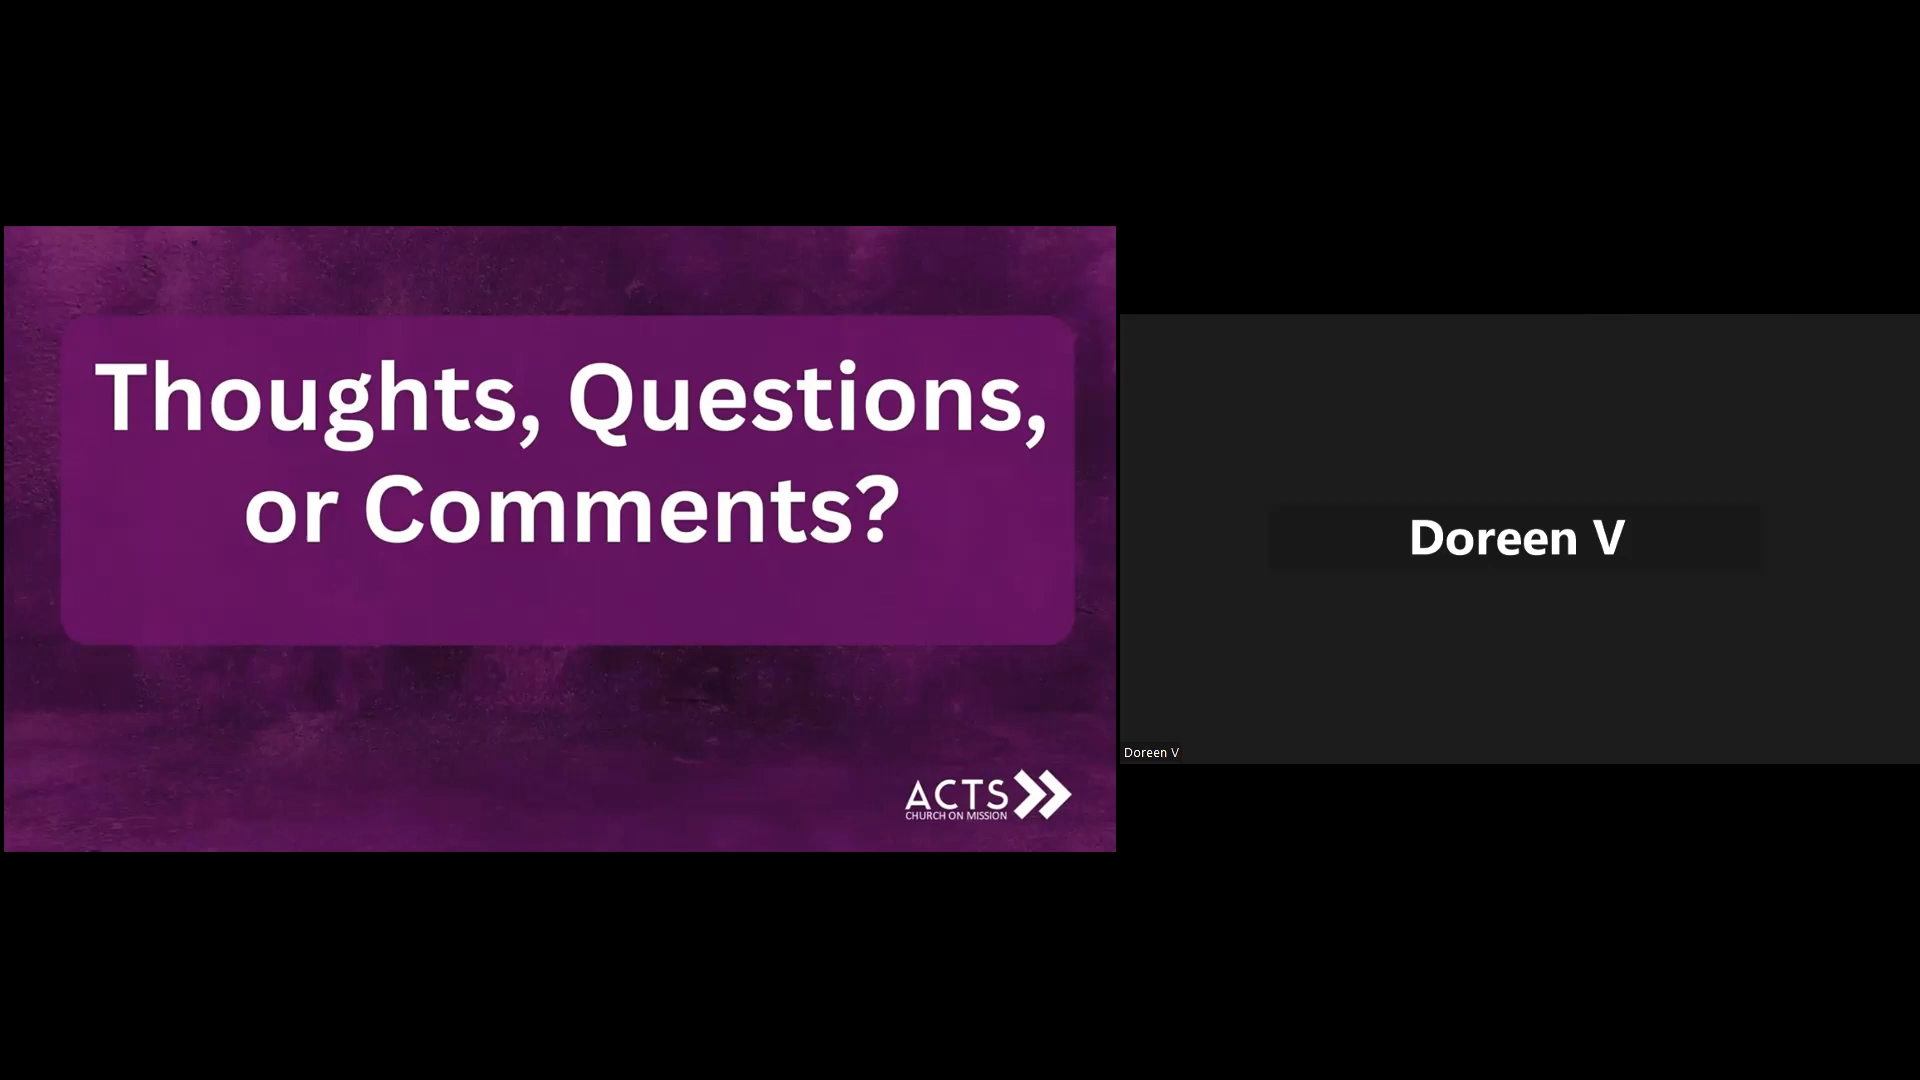 Thoughts, Questions,
or Comments?
ACTS
CHURCH ON MISSION
Doreen V
Doreen V